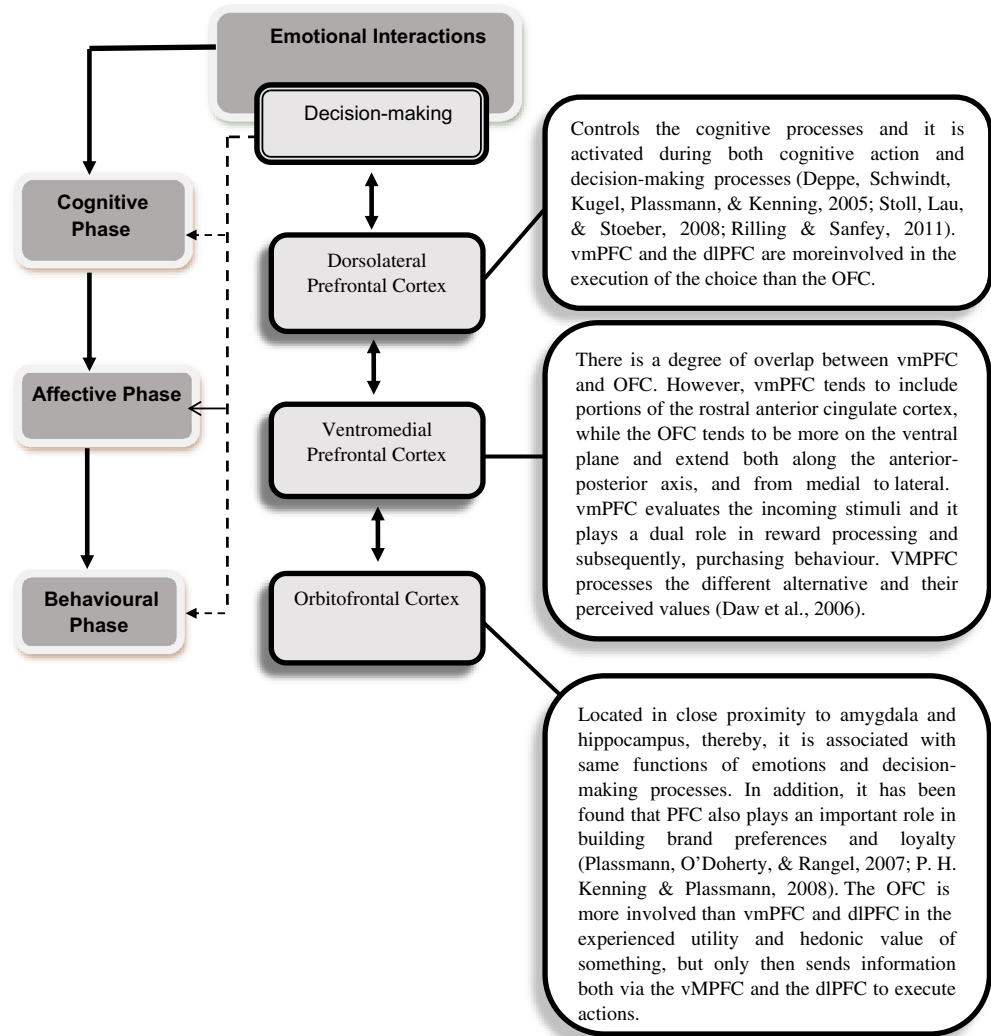 Emotional Interactions
Decision-making
Cognitive
Phase
Affective Phase
Behavioural
Phase
Dorsolateral
Prefrontal Cortex
Ventromedial
Prefrontal Cortex
Orbitofrontal Cortex
Controls the cognitive processes and it is
activated during both cognitive action and
decision-making processes (Deppe, Schwindt,
Kugel, Plassmann, & Kenning, 2005; Stoll, Lau,
& Stoeber, 2008; Rilling & Sanfey, 2011).
vmPFC and the dlPFC are moreinvolved in the
execution of the choice than the OFC.
There is a degree of overlap between vmPFC
and OFC. However, vmPFC tends to include
portions of the rostral anterior cingulate cortex,
while the OFC tends to be more on the ventral
plane and extend both along the anterior-
posterior axis, and from medial to lateral.
vmPFC evaluates the incoming stimuli and it
plays a dual role in reward processing and
subsequently, purchasing behaviour. VMPFC
processes the different alternative and their
perceived values (Daw et al., 2006).
Located in close proximity to amygdala and
hippocampus, thereby, it is associated with
same functions of emotions and decision-
making processes. In addition, it has been
found that PFC also plays an important role in
building brand preferences and loyalty
(Plassmann, O’Doherty, & Rangel, 2007; P. H.
Kenning & Plassmann, 2008). The OFC is
more involved than vmPFC and dlPFC in the
experienced utility and hedonic value of
something, but only then sends information
both via the vMPFC and the dlPFC to execute
actions.